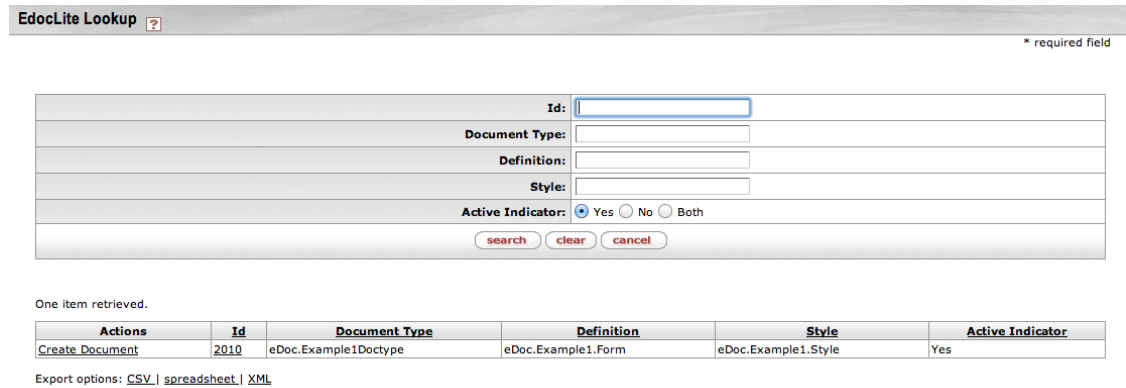 EdocLite Lookup ?
* required field
Id:
Document Type:
Definition:
Style:
Active Indicator: Yes No Both
search clear cancel
One item retrieved.
Actions Id Document Type Definition Style Active Indicator
Create Document 2010 eDoc.Example1Doctype eDoc.Example1.Form eDoc.Example1.Style Yes
Export options: CSV | spreadsheet | XML